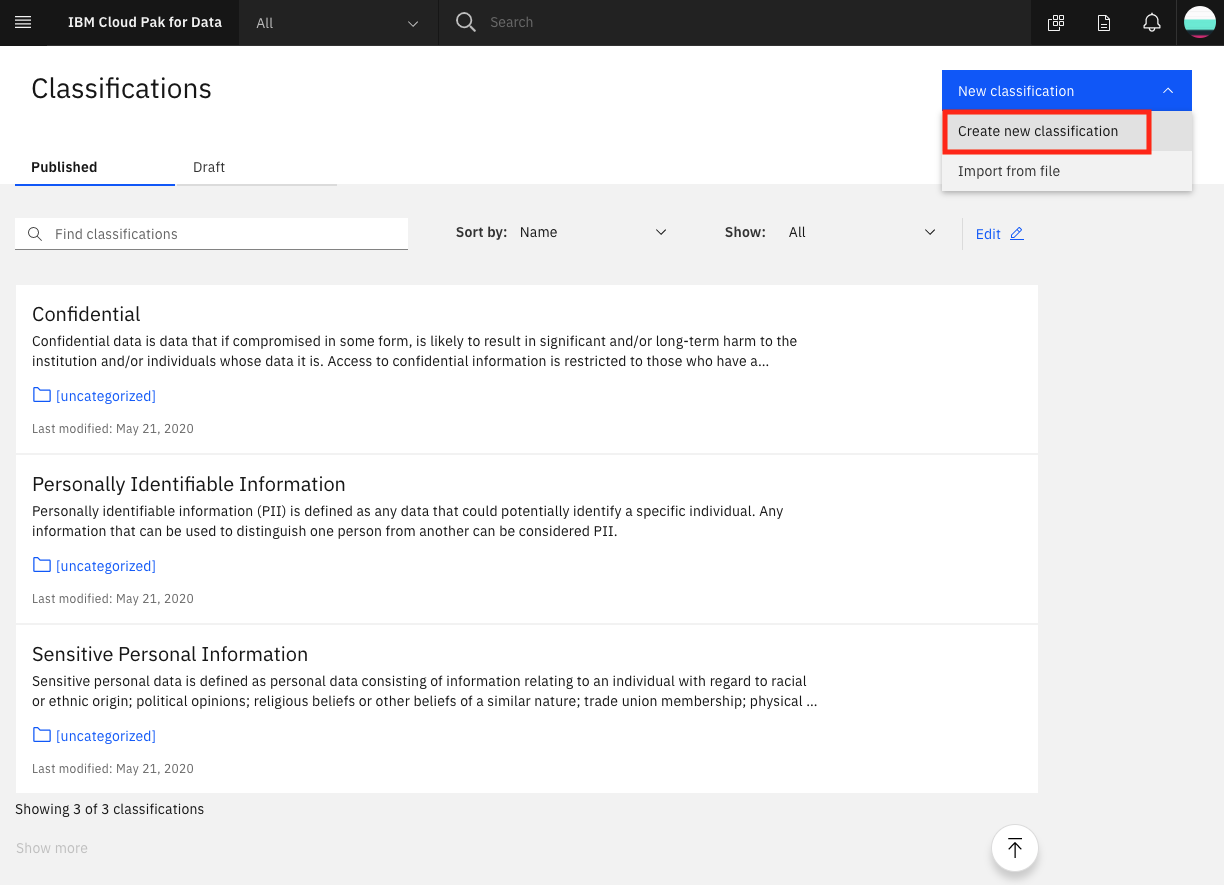 IBM Cloud Pak for Data
All
Search
Classifications
New classification
Create new classification
Import from file
Published
Draft
Find classifications
Sort by: Name
Show: All
Edit
Confidential
Confidential data is data that if compromised in some form, is likely to result in significant and/or long-term harm to the
institution and/or individuals whose data it is. Access to confidential information is restricted to those who have a...
[uncategorized]
Last modified: May 21, 2020
Personally Identifiable Information
Personally identifiable information (PII) is defined as any data that could potentially identify a specific individual. Any
information that can be used to distinguish one person from another can be considered PII.
[uncategorized]
Last modified: May 21, 2020
Sensitive Personal Information
Sensitive personal data is defined as personal data consisting of information relating to an individual with regard to racial
or ethnic origin; political opinions; religious beliefs or other beliefs of a similar nature; trade union membership; physical ...
[uncategorized]
Last modified: May 21, 2020
Showing 3 of 3 classifications
Show more